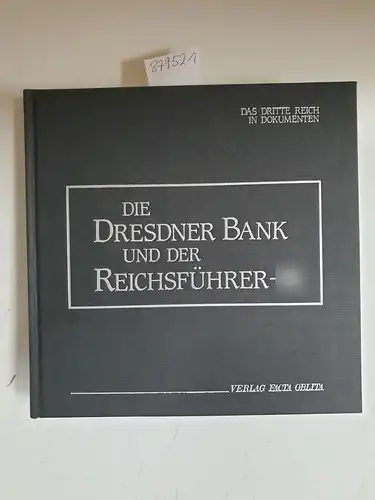 879521
DAS DRITTE REICH
IN DOKUMENTEN
DIE
DRESDNER BANK
UND DER
REICHSFÜHRER-
VERLAG FACTA OBLITA